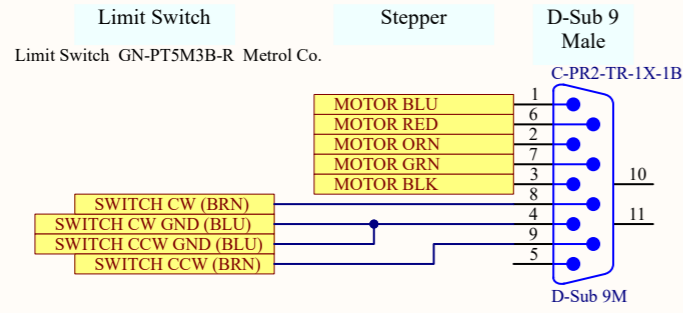 Limit Switch
Stepper
D-Sub 9
Male
Limit Switch GN-PT5M3B-R Metrol Co.
C-PR2-TR-1X-1B
MOTOR BLU
1
MOTOR RED
6
MOTOR ORN
2
MOTOR GRN
7
MOTOR BLK
3
10
SWITCH CW (BRN)
8
SWITCH CW GND (BLU)
4
11
SWITCH CCW GND (BLU)
9
SWITCH CCW (BRN)
5
D-Sub 9M